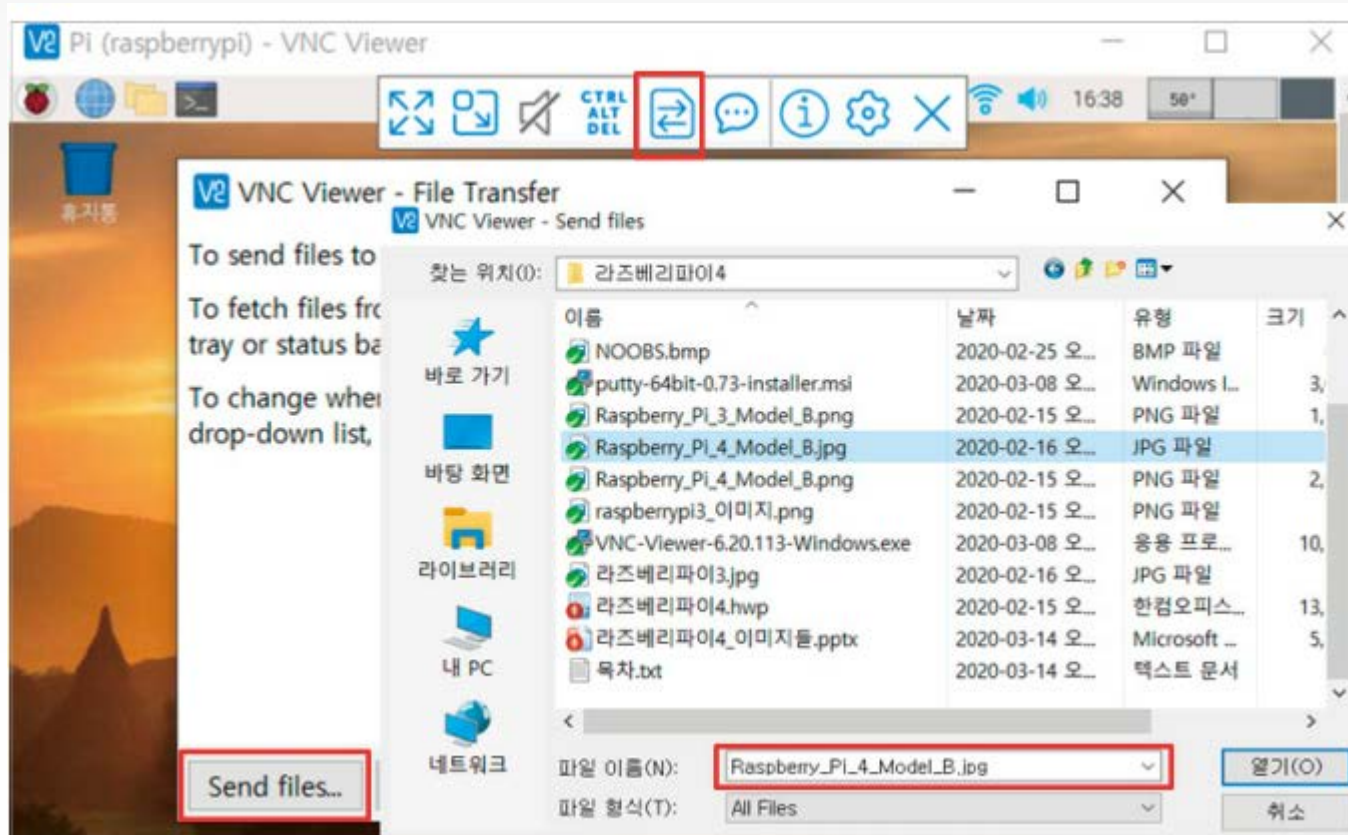 V2 Pi (raspberrypi) - VNC Viewer
CTRL
ALT
DEL
16:38
50°
휴지통
V2 VNC Viewer - File Transfer
To send files to
To fetch files fro
tray or status ba
To change wher
drop-down list,
Send files...
V2 VNC Viewer - Send files
찾는 위치(I): 라즈베리파이4
바로 가기
바탕 화면
라이브러리
내 PC
네트워크
이름 날짜 유형 크기
NOOBS.bmp 2020-02-25 오... BMP 파일
putty-64bit-0.73-installer.msi 2020-03-08 오... Windows I... 3,
Raspberry_Pi_3_Model_B.png 2020-02-15 오... PNG 파일 1,
Raspberry_Pi_4_Model_B.jpg 2020-02-16 오... JPG 파일
Raspberry_Pi_4_Model_B.png 2020-02-15 오... PNG 파일 2,
raspberrypi3_이미지.png 2020-02-15 오... PNG 파일
VNC-Viewer-6.20.113-Windows.exe 2020-03-08 오... 응용 프로... 10,
라즈베리파이3.jpg 2020-02-16 오... JPG 파일
라즈베리파이4.hwp 2020-02-15 오... 한컴오피스... 13,
라즈베리파이4_이미지들.pptx 2020-03-14 오... Microsoft ... 5,
목차.txt 2020-03-14 오... 텍스트 문서
파일 이름(N): Raspberry_Pi_4_Model_B.jpg 열기(O)
파일 형식(T): All Files 취소